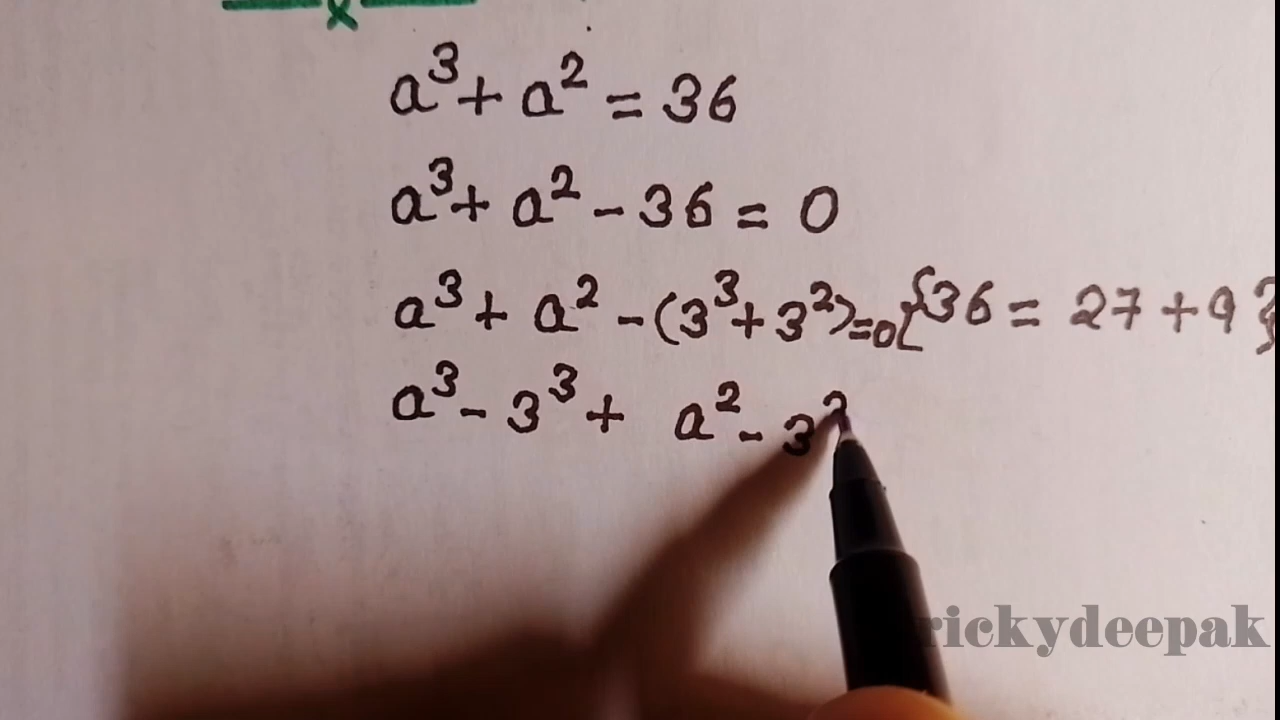 x
a³ + a² = 36
a³ + a² - 36 = 0
a³ + a² - (3³ + 3²) = 0 {36 = 27 + 9}
a³ - 3³ + a² - 3²
rickydeepak